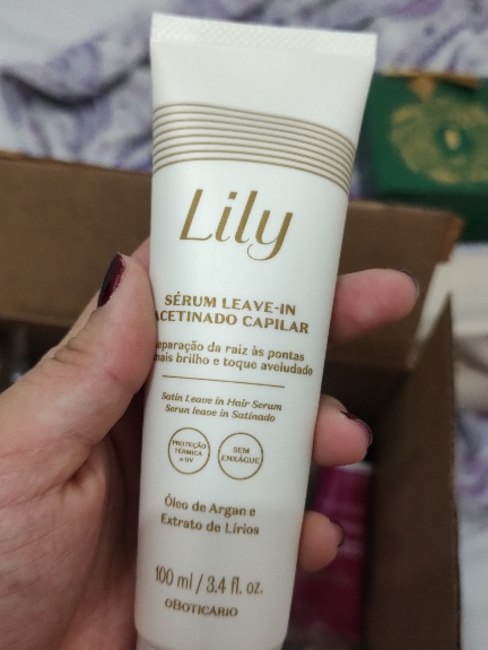 Lily
SÉRUM LEAVE-IN
ACETINADO CAPILAR
eparação da raiz às pontas
mais brilho e toque aveludado
Satin Leave in Hair Serum
Serun leave in Satinado
PROTEÇÃO
TÉRMICA
e UV
SEM
ENXÁGUE
Óleo de Argan e
Extrato de Lírios
100 ml / 3.4 fl. oz.
oBOTICÁRIO